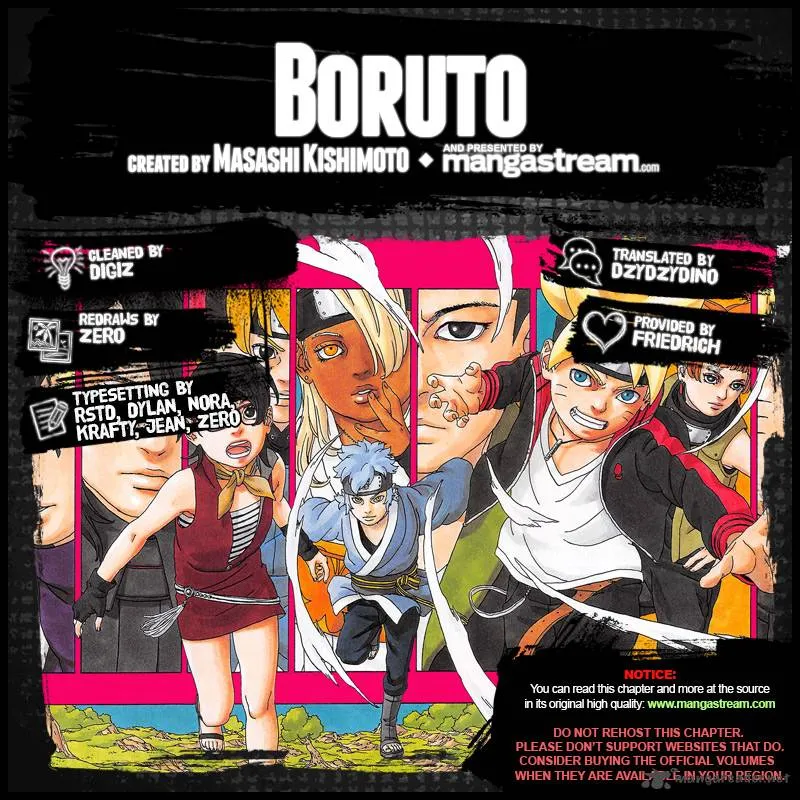 BORUTO
CREATED BY MASASHI KISHIMOTO ◆ AND PRESENTED BY mangastream.com
CLEANED BY
DIGIZ
REDRAWS BY
ZERO
TYPESETTING BY
RSTD, DYLAN, NORA,
KRAFTY, JEAN, ZERO
TRANSLATED BY
DZYDZYDINO
PROVIDED BY
FRIEDRICH
NOTICE:
You can read this chapter and more at the source
in its original high quality: www.mangastream.com
DO NOT REHOST THIS CHAPTER.
PLEASE DON'T SUPPORT WEBSITES THAT DO.
CONSIDER BUYING THE OFFICIAL VOLUMES
WHEN THEY ARE AVAILABLE IN YOUR REGION.
mangareader.net